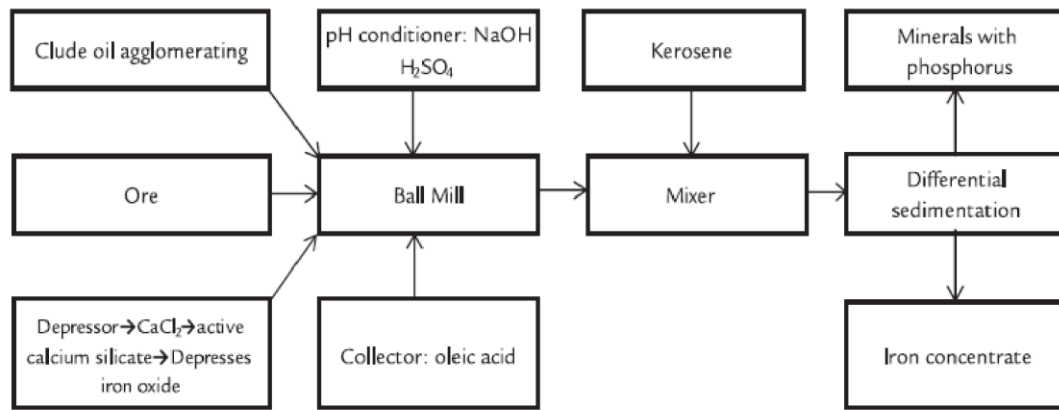 Clude oil agglomerating
pH conditioner: NaOH
H₂SO₄
Kerosene
Minerals with
phosphorus
Ore
Ball Mill
Mixer
Differential
sedimentation
Depressor→CaCl₂→active
calcium silicate→Depresses
iron oxide
Collector: oleic acid
Iron concentrate